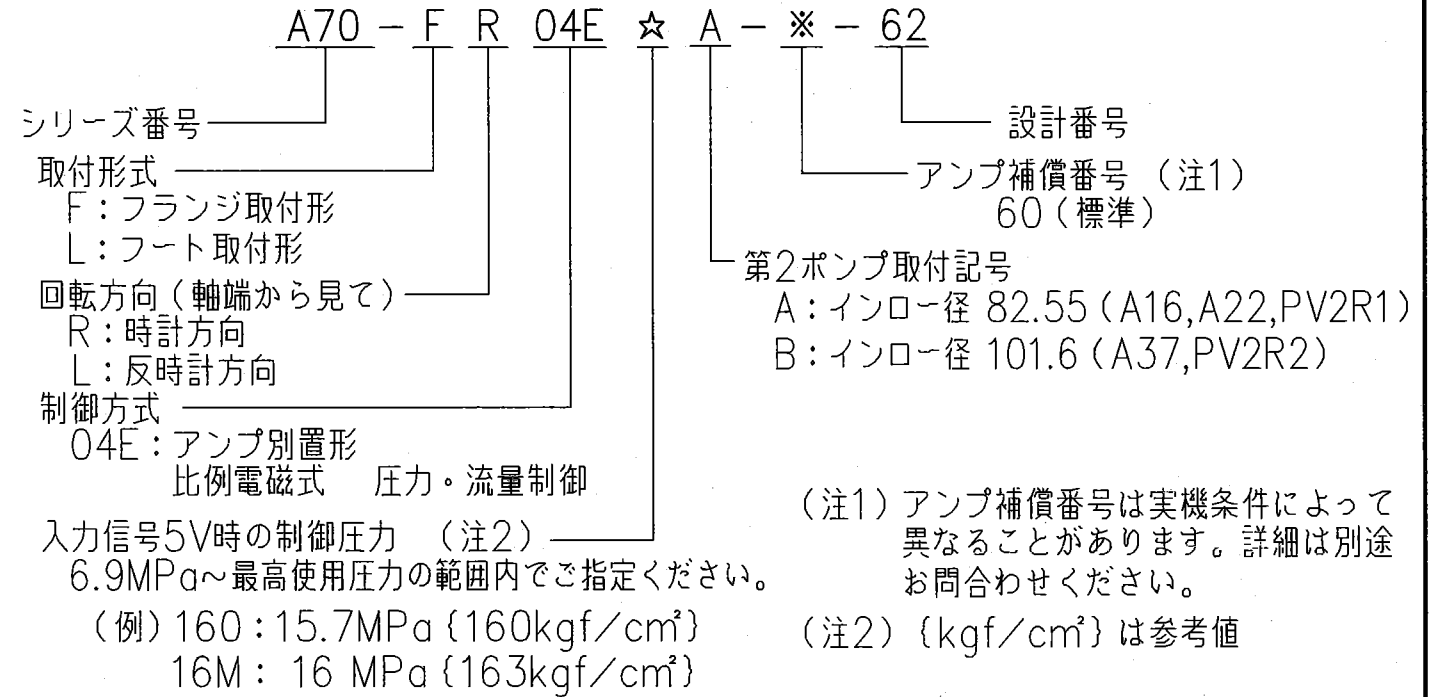 A70 - F R 04E ☆ A - ※ - 62
シリーズ番号
取付形式
F：フランジ取付形
L：フート取付形
回転方向（軸端から見て）
R：時計方向
L：反時計方向
制御方式
04E：アンプ別置形
比例電磁式　圧力・流量制御
入力信号5V時の制御圧力　（注2）
6.9MPa～最高使用圧力の範囲内でご指定ください。
（例）160：15.7MPa {160kgf/cm²}
16M： 16 MPa {163kgf/cm²}
設計番号
アンプ補償番号　（注1）
60（標準）
第2ポンプ取付記号
A：インロー径 82.55（A16,A22,PV2R1）
B：インロー径 101.6（A37,PV2R2）
（注1）アンプ補償番号は実機条件によって
異なることがあります。詳細は別途
お問合わせください。
（注2）{kgf/cm²}は参考値